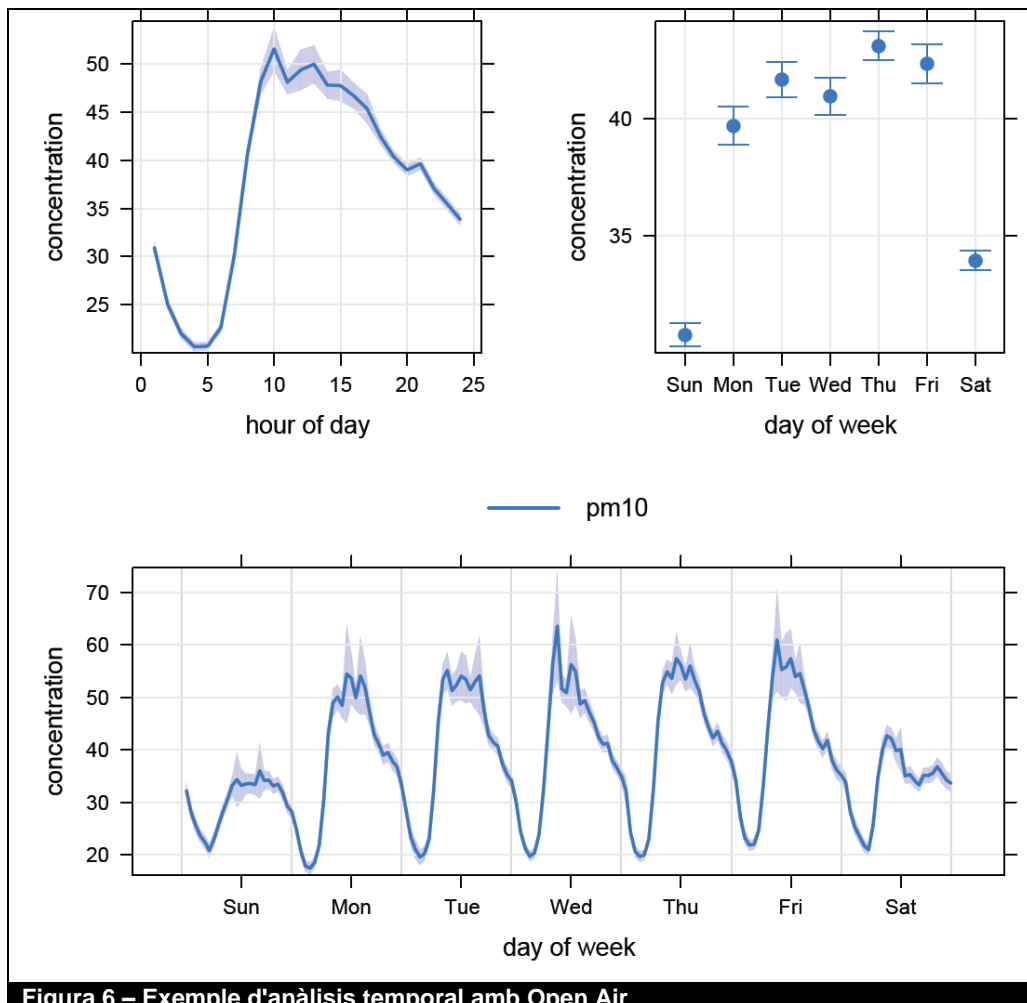 50
45
40
35
30
25
concentration
0 5 10 15 20 25
hour of day
40
35
concentration
Sun Mon Tue Wed Thu Fri Sat
day of week
pm10
70
60
50
40
30
20
concentration
Sun Mon Tue Wed Thu Fri Sat
day of week
Figura 6 – Exemple d'anàlisis temporal amb Open Air